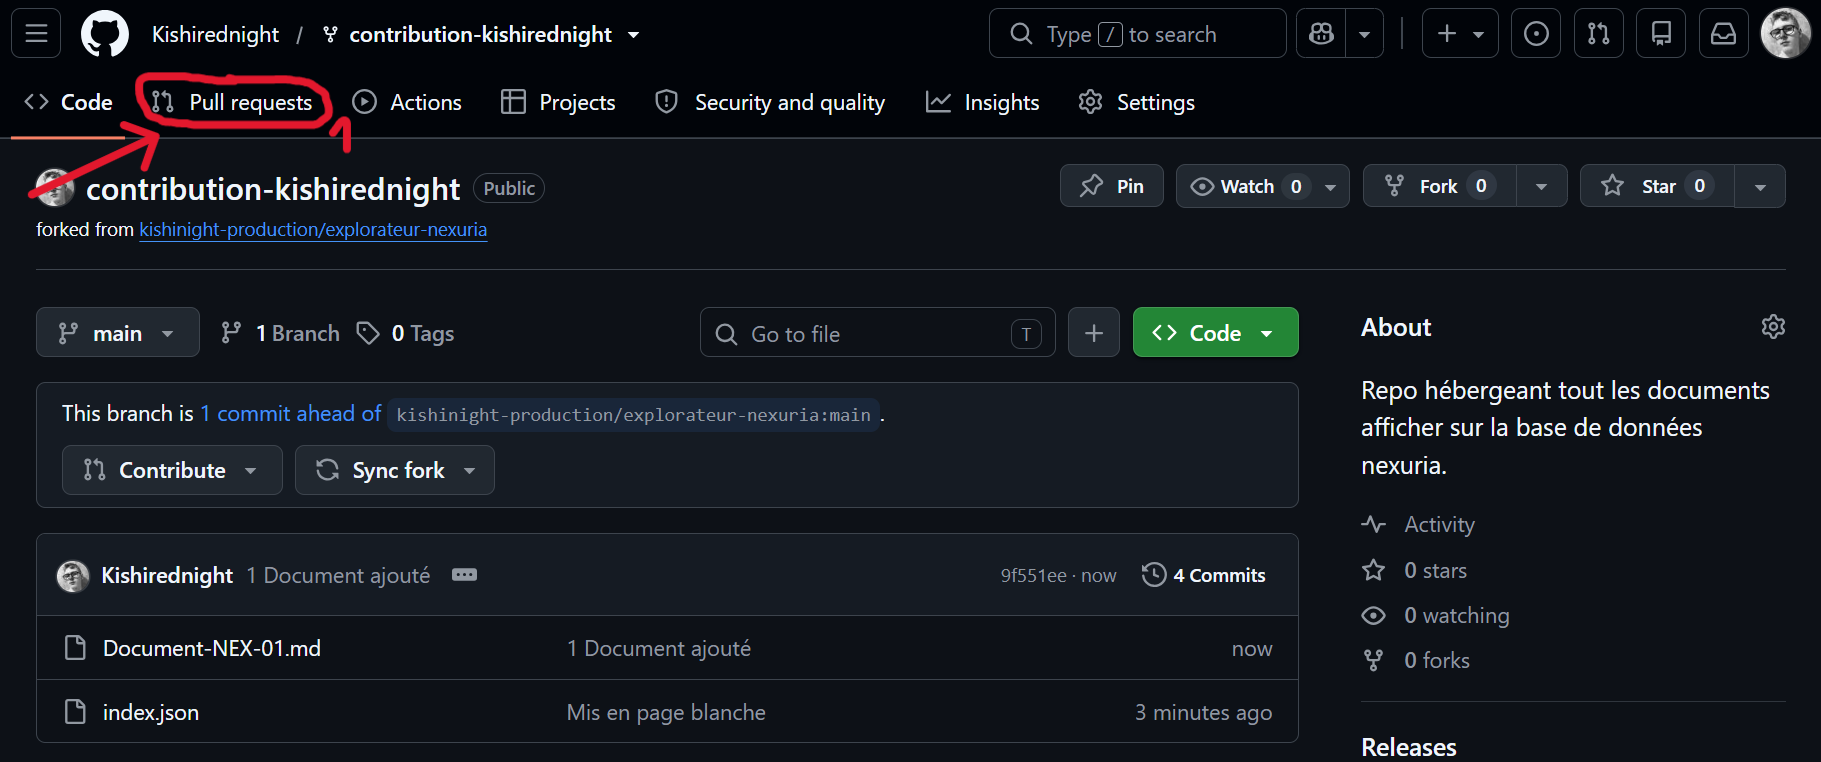 Kishirednight / contribution-kishirednight
Type / to search
Code Pull requests Actions Projects Security and quality Insights Settings
1
contribution-kishirednight Public
Pin Watch 0 Fork 0 Star 0
forked from kishinight-production/explorateur-nexuria
main 1 Branch 0 Tags
Go to file T
+ Code
This branch is 1 commit ahead of kishinight-production/explorateur-nexuria:main.
Contribute Sync fork
Kishirednight 1 Document ajouté 9f551ee · now 4 Commits
Document-NEX-01.md 1 Document ajouté now
index.json Mis en page blanche 3 minutes ago
About
Repo hébergeant tout les documents
afficher sur la base de données
nexuria.
Activity
0 stars
0 watching
0 forks
Releases